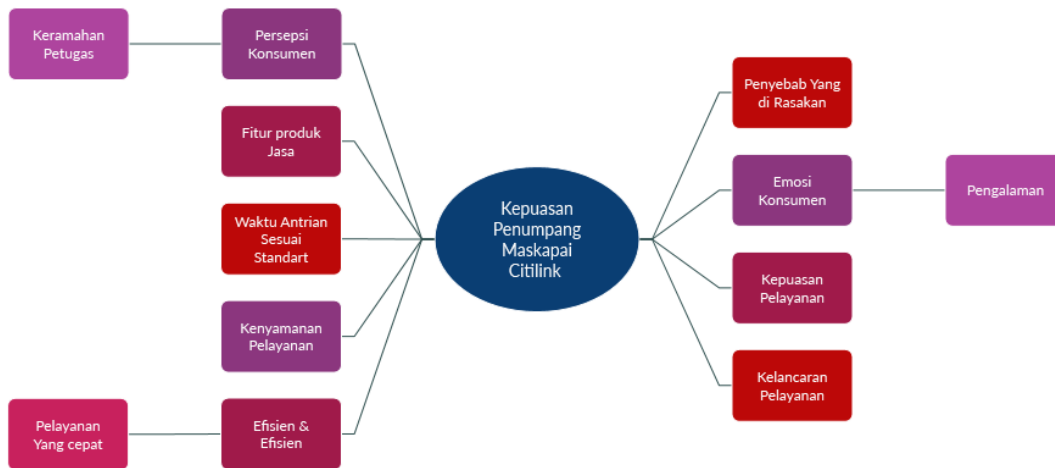 Keramahan
Petugas
Persepsi
Konsumen
Fitur produk
Jasa
Waktu Antrian
Sesuai
Standart
Kenyamanan
Pelayanan
Pelayanan
Yang cepat
Efisien &
Efisien
Kepuasan
Penumpang
Maskapai
Citilink
Penyebab Yang
di Rasakan
Emosi
Konsumen
Pengalaman
Kepuasan
Pelayanan
Kelancaran
Pelayanan